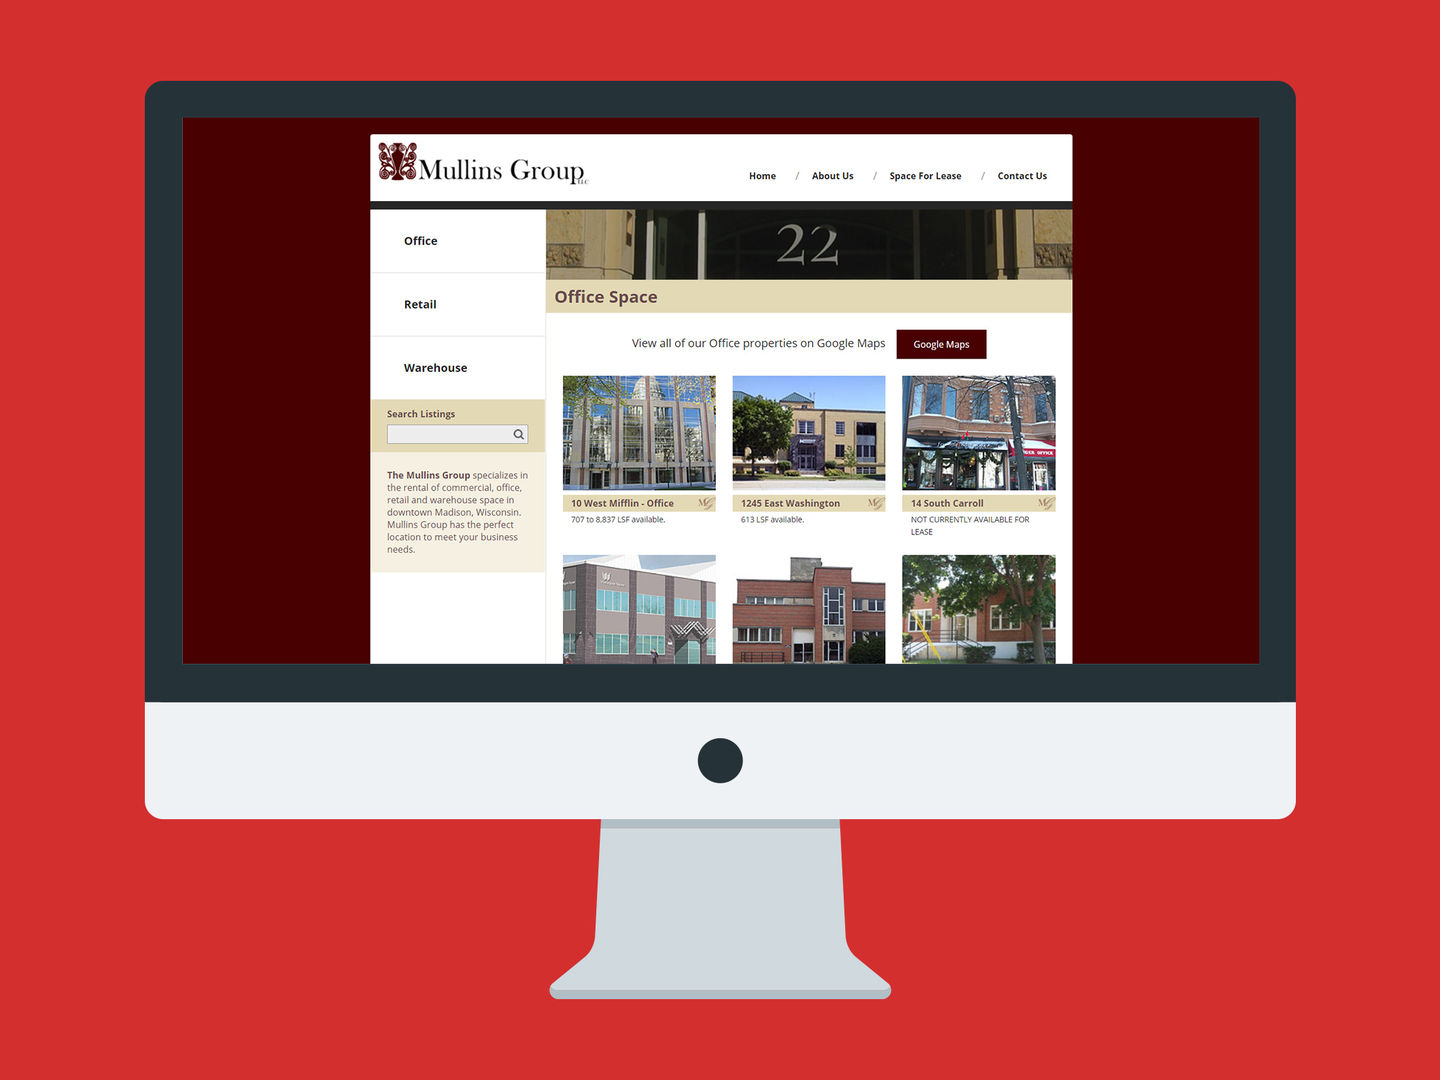 Mullins Group
LLC
Home / About Us / Space For Lease / Contact Us
Office
Retail
Warehouse
Search Listings
The Mullins Group specializes in
the rental of commercial, office,
retail and warehouse space in
downtown Madison, Wisconsin.
Mullins Group has the perfect
location to meet your business
needs.
22
Office Space
View all of our Office properties on Google Maps
Google Maps
10 West Mifflin - Office
707 to 8,837 LSF available.
1245 East Washington
613 LSF available.
14 South Carroll
NOT CURRENTLY AVAILABLE FOR
LEASE